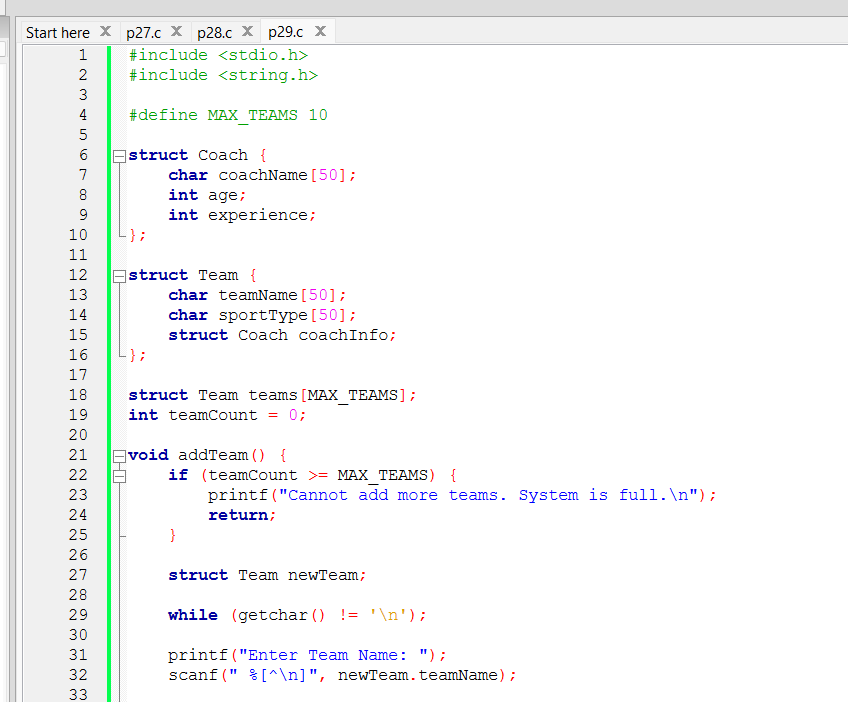 Start here X p27.c X p28.c X p29.c X
1 #include <stdio.h>
2 #include <string.h>
3
4 #define MAX_TEAMS 10
5
6 struct Coach {
7     char coachName[50];
8     int age;
9     int experience;
10 };
11
12 struct Team {
13     char teamName[50];
14     char sportType[50];
15     struct Coach coachInfo;
16 };
17
18 struct Team teams[MAX_TEAMS];
19 int teamCount = 0;
20
21 void addTeam() {
22     if (teamCount >= MAX_TEAMS) {
23         printf("Cannot add more teams. System is full.\n");
24         return;
25     }
26
27     struct Team newTeam;
28
29     while (getchar() != '\n');
30
31     printf("Enter Team Name: ");
32     scanf(" %[^\n]", newTeam.teamName);
33